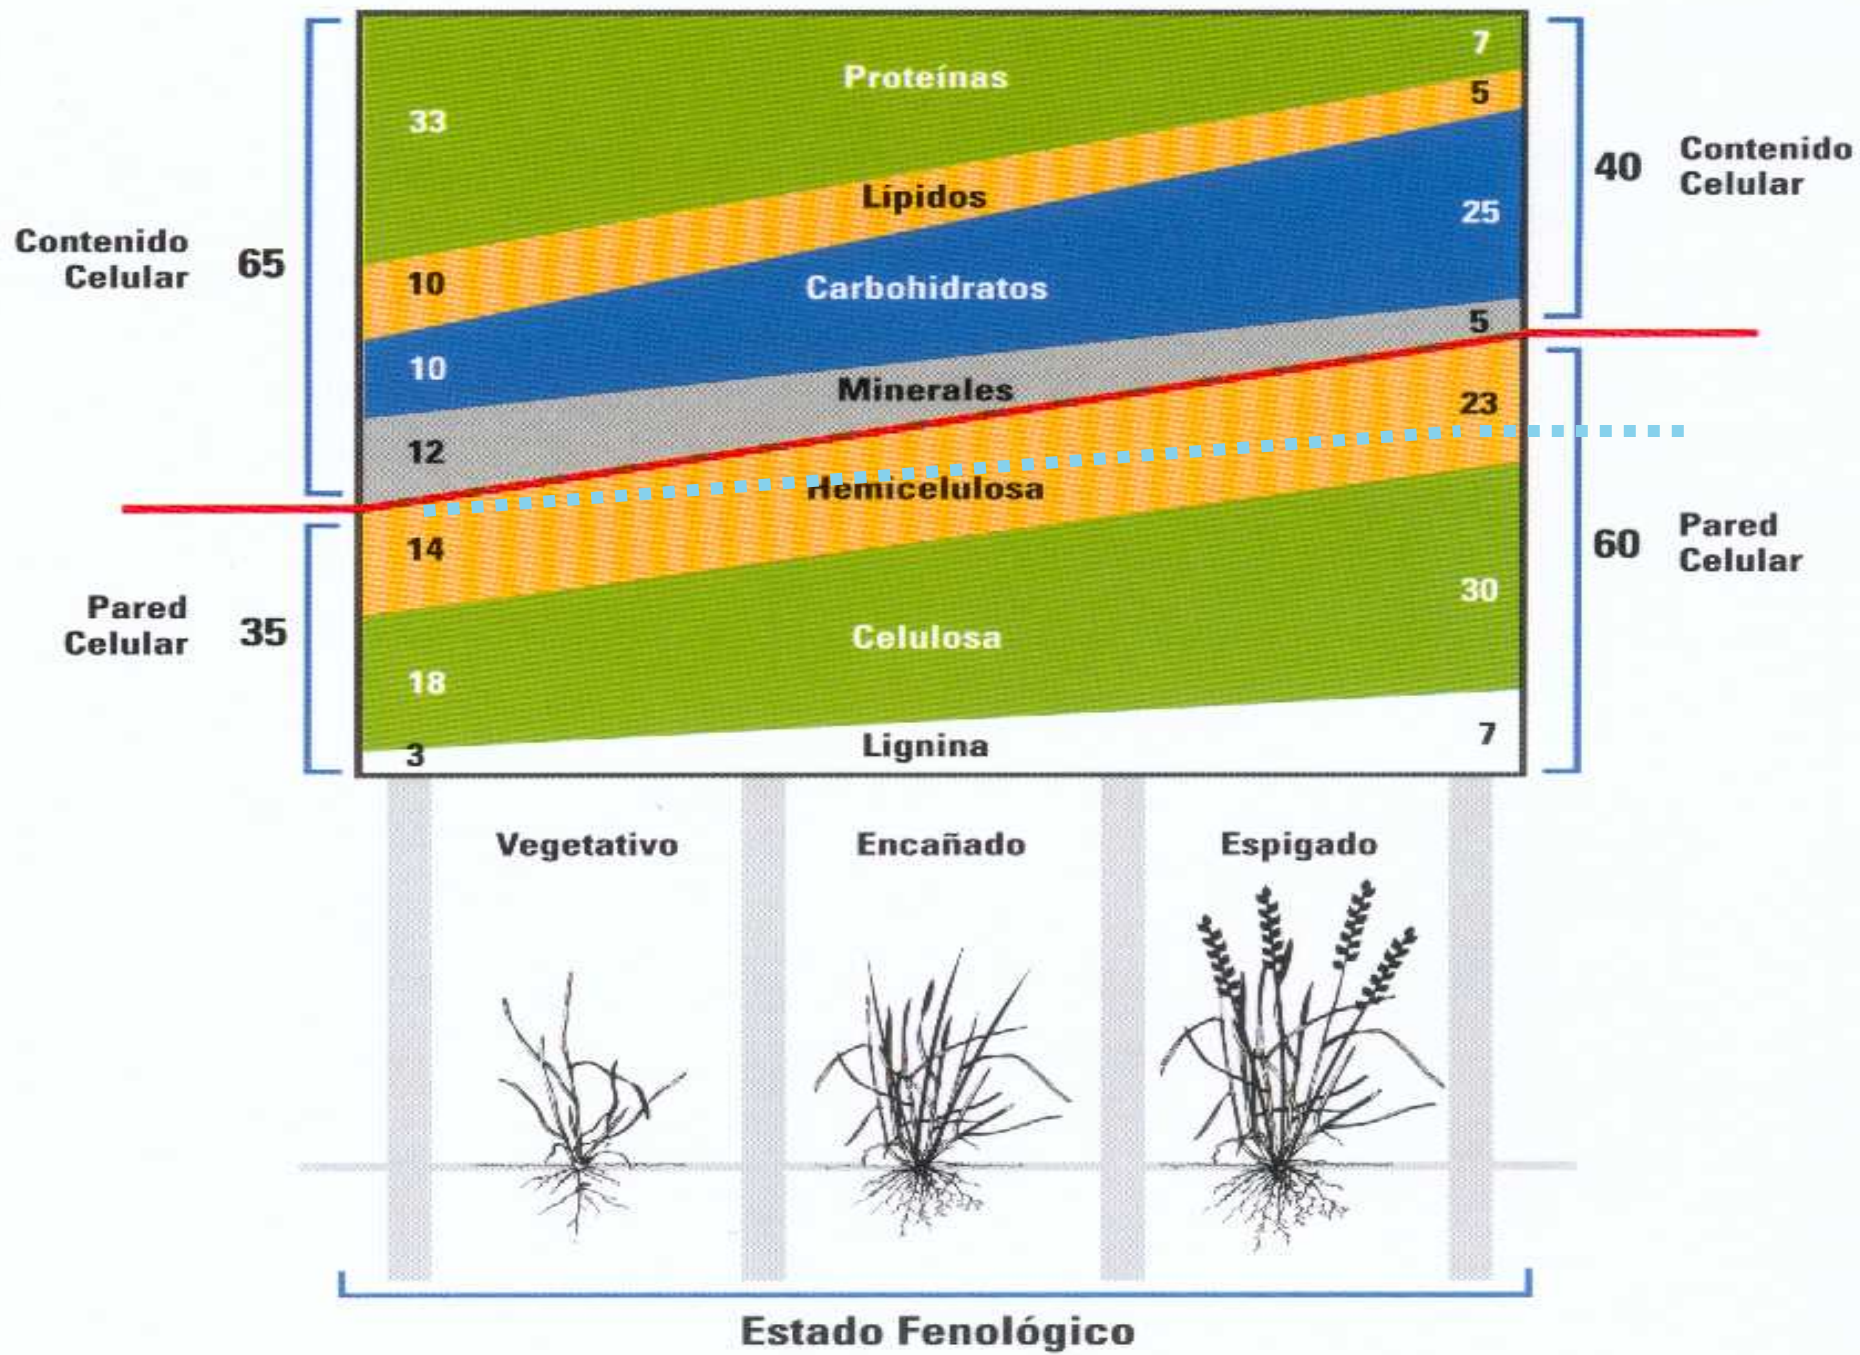 Proteínas
7
33
5
Lípidos
Contenido
Celular
65
10
25
40
Contenido
Celular
Carbohidratos
10
5
Minerales
12
23
Hemicelulosa
14
Pared
Celular
35
30
60
Pared
Celular
Celulosa
18
7
Lignina
3
Vegetativo
Encañado
Espigado
Estado Fenológico